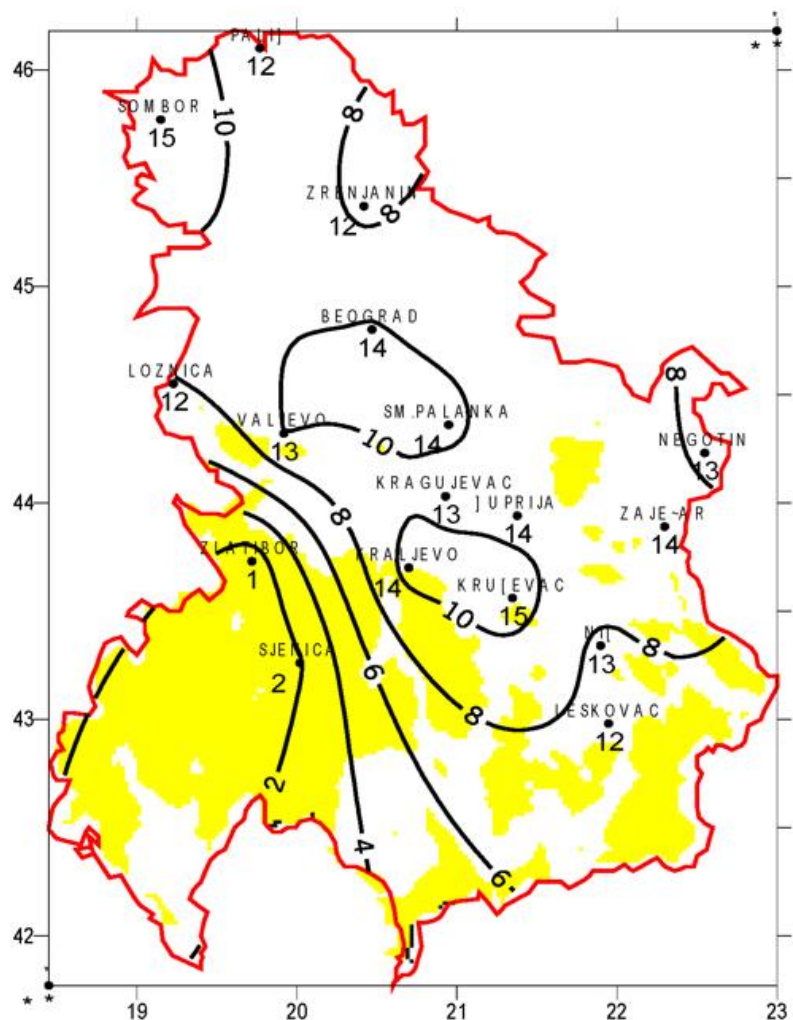 46
PA[I]
12
SOMBOR
15
10
8
ZRENJANIN
12
8
45
BEOGRAD
14
LOZNICA
12
8
VALJEVO
13
SM.PALANKA
14
10
NEGOTIN
13
44
8
KRAGUJEVAC
13
]UPRIJA
14
ZAJE~AR
14
ZLATIBOR
1
KRALJEVO
14
KRU[EVAC
15
10
NI[
13
8
SJENICA
2
6
43
8
LESKOVAC
12
2
4
6
42
19
20
21
22
23